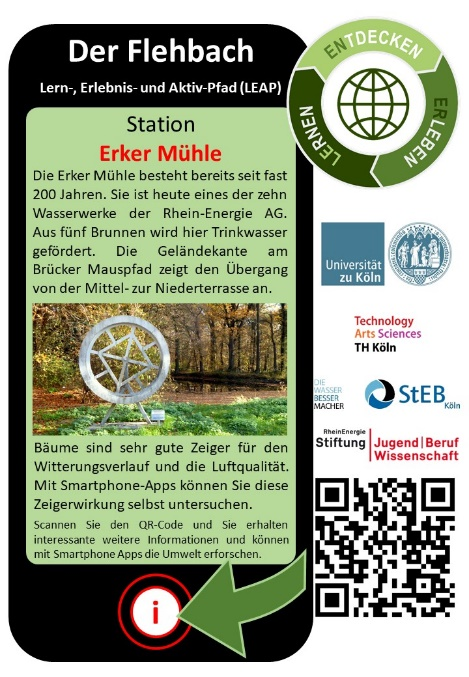 Der Flehbach
Lern-, Erlebnis- und Aktiv-Pfad (LEAP)
ENTDECKEN
ERLEBEN
LERNEN
Station
Erker Mühle
Die Erker Mühle besteht bereits seit fast
200 Jahren. Sie ist heute eines der zehn
Wasserwerke der Rhein-Energie AG.
Aus fünf Brunnen wird hier Trinkwasser
gefördert. Die Geländekante am
Brücker Mauspfad zeigt den Übergang
von der Mittel- zur Niederterrasse an.
Bäume sind sehr gute Zeiger für den
Witterungsverlauf und die Luftqualität.
Mit Smartphone-Apps können Sie diese
Zeigerwirkung selbst untersuchen.
Scannen Sie den QR-Code und Sie erhalten
interessante weitere Informationen und können
mit Smartphone Apps die Umwelt erforschen.
i
Universität
zu Köln
Technology
Arts Sciences
TH Köln
DIE
WASSER
BESSER
MACHER
StEB
Köln
RheinEnergie
Stiftung
Jugend|Beruf
Wissenschaft